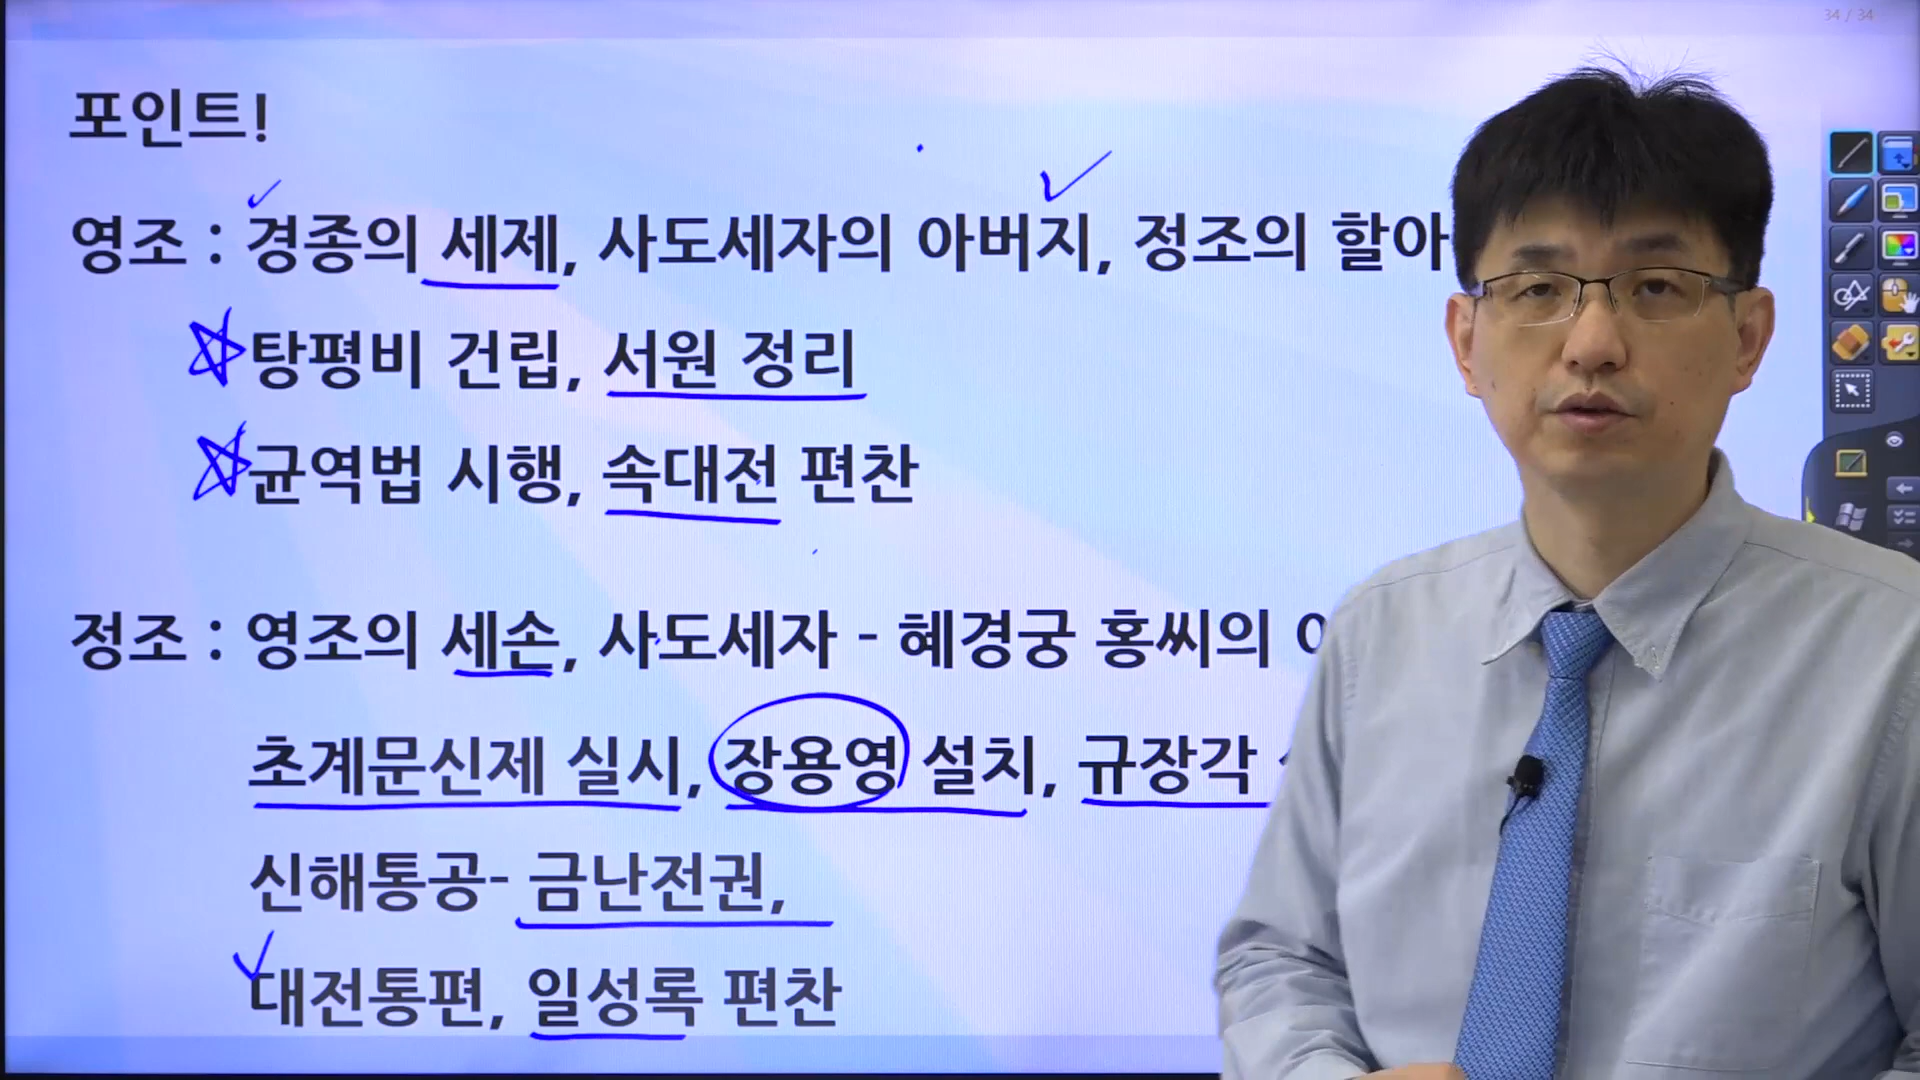 34 / 34
포인트!
영조 : 경종의 세제, 사도세자의 아버지, 정조의 할아
탕평비 건립, 서원 정리
균역법 시행, 속대전 편찬
정조 : 영조의 세손, 사도세자 - 혜경궁 홍씨의
초계문신제 실시, 장용영 설치, 규장각
신해통공- 금난전권,
대전통편, 일성록 편찬